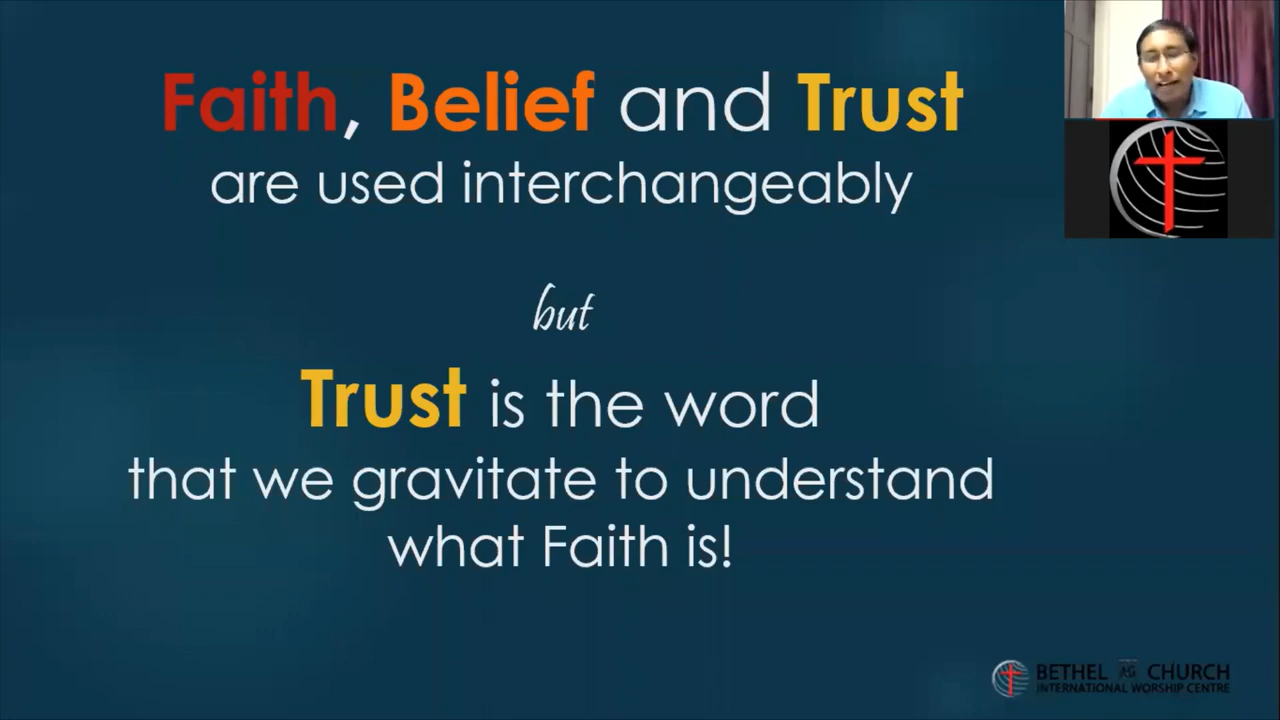 Faith, Belief and Trust
are used interchangeably
but
Trust is the word
that we gravitate to understand
what Faith is!
BETHEL AG CHURCH
INTERNATIONAL WORSHIP CENTRE